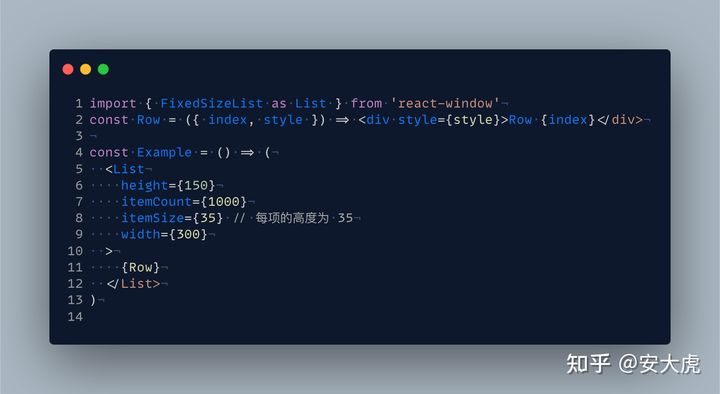 1 import { FixedSizeList as List } from 'react-window'
2 const Row = ({ index, style }) => <div style={style}>Row {index}</div>
3
4 const Example = () => (
5   <List
6     height={150}
7     itemCount={1000}
8     itemSize={35} // 每项的高度为 35
9     width={300}
10   >
11     {Row}
12   </List>
13 )
14
知乎 @安大虎